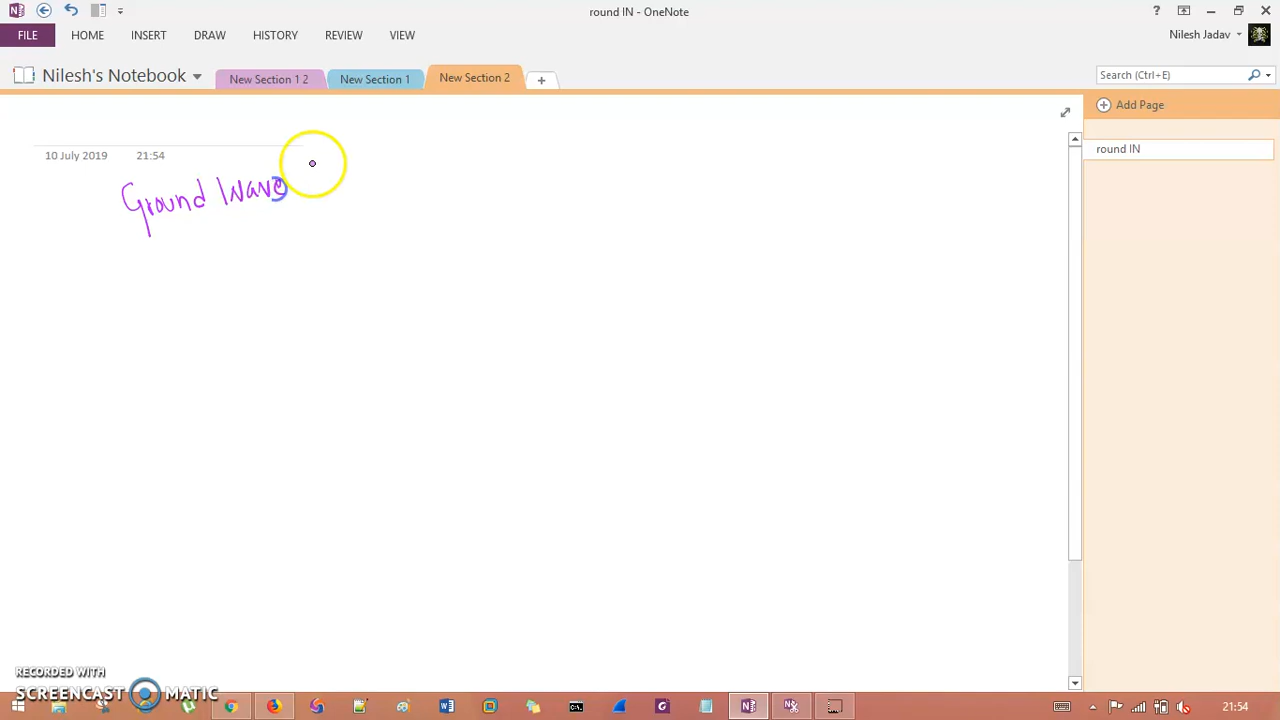 round IN - OneNote
?
FILE HOME INSERT DRAW HISTORY REVIEW VIEW
Nilesh Jadav
Nilesh's Notebook
New Section 1 2
New Section 1
New Section 2
Search (Ctrl+E)
Add Page
round IN
10 July 2019 21:54
Ground Wave
RECORDED WITH
SCREENCAST MATIC
21:54